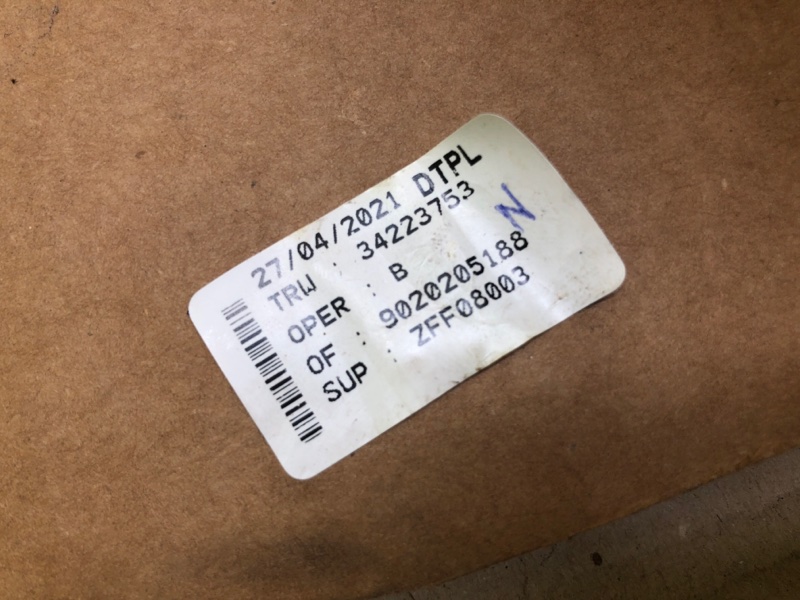 27/04/2021 DTPL
TRW : 34223753
OPER : B
OF : 9020205188
SUP : ZFF08003
N